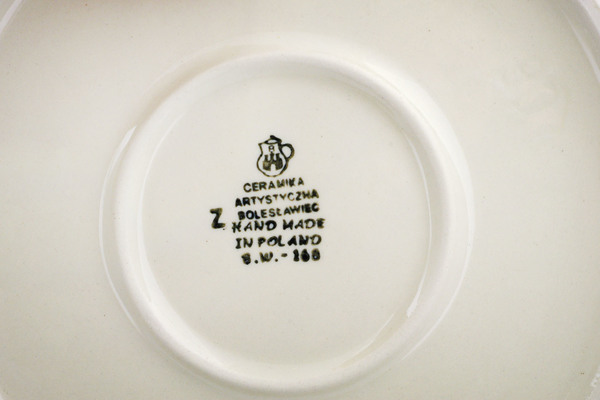 CERAMIKA
ARTYSTYCZNA
BOLESŁAWIEC
Z HAND MADE
IN POLAND